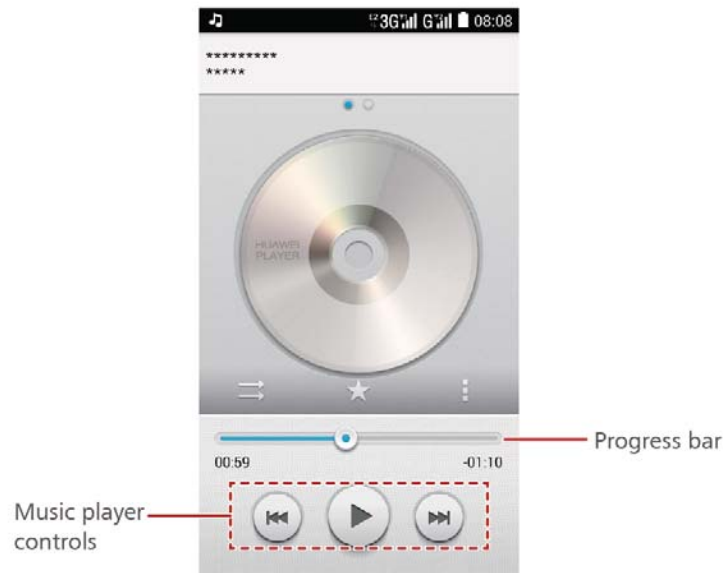 3G G 08:08
*********
*****
HUAWEI
PLAYER
Progress bar
00:59 -01:10
Music player
controls